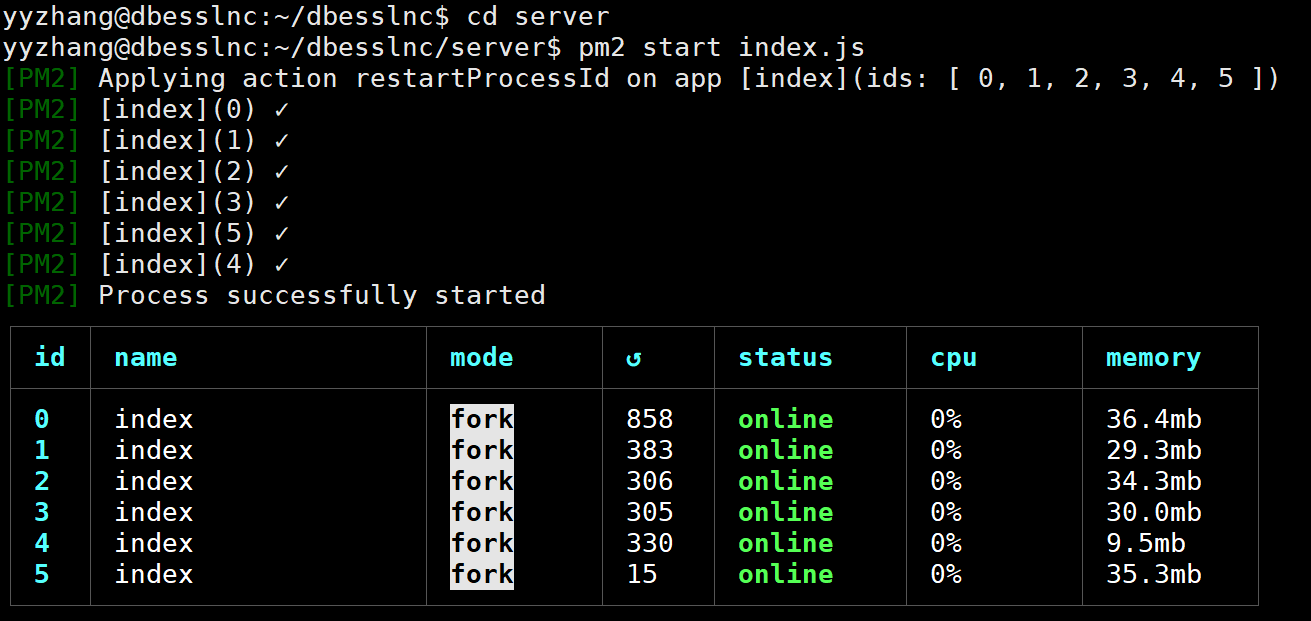 yyzhang@dbesslnc:~/dbesslnc$ cd server
yyzhang@dbesslnc:~/dbesslnc/server$ pm2 start index.js
[PM2] Applying action restartProcessId on app [index](ids: [ 0, 1, 2, 3, 4, 5 ])
[PM2] [index](0) ✓
[PM2] [index](1) ✓
[PM2] [index](2) ✓
[PM2] [index](3) ✓
[PM2] [index](5) ✓
[PM2] [index](4) ✓
[PM2] Process successfully started
id name mode ↺ status cpu memory
0 index fork 858 online 0% 36.4mb
1 index fork 383 online 0% 29.3mb
2 index fork 306 online 0% 34.3mb
3 index fork 305 online 0% 30.0mb
4 index fork 330 online 0% 9.5mb
5 index fork 15 online 0% 35.3mb